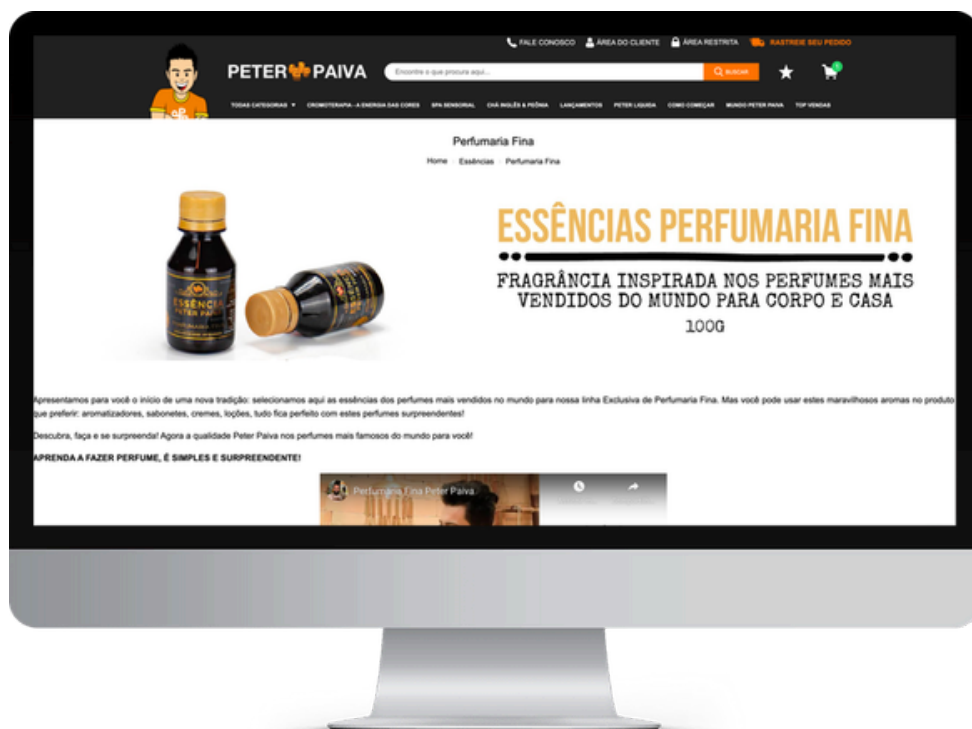 FALE CONOSCO ÁREA DO CLIENTE ÁREA RESTRITA RASTREIE SEU PEDIDO
PETER PAIVA
Encontre o que procura aqui...
BUSCAR
TODAS CATEGORIAS CROMOTERAPIA - A ENERGIA DAS CORES SPA SENSORIAL CHÁ INGLÊS & PEÔNIA LANÇAMENTOS PETER LIQUIDA COMO COMEÇAR MUNDO PETER PAIVA TOP VENDAS
Perfumaria Fina
Home Essências Perfumaria Fina
ESSÊNCIAS PERFUMARIA FINA
FRAGRÂNCIA INSPIRADA NOS PERFUMES MAIS
VENDIDOS DO MUNDO PARA CORPO E CASA
100G
ESSÊNCIA
PETER PAIVA
Apresentamos para você o início de uma nova tradição: selecionamos aqui as essências dos perfumes mais vendidos no mundo para nossa linha Exclusiva de Perfumaria Fina. Mas você pode usar estes maravilhosos aromas no produto
que preferir: aromatizadores, sabonetes, cremes, loções, tudo fica perfeito com estes perfumes surpreendentes!
Descubra, faça e se surpreenda! Agora a qualidade Peter Paiva nos perfumes mais famosos do mundo para você!
APRENDA A FAZER PERFUME, É SIMPLES E SURPREENDENTE!
Perfumaria Fina Peter Paiva